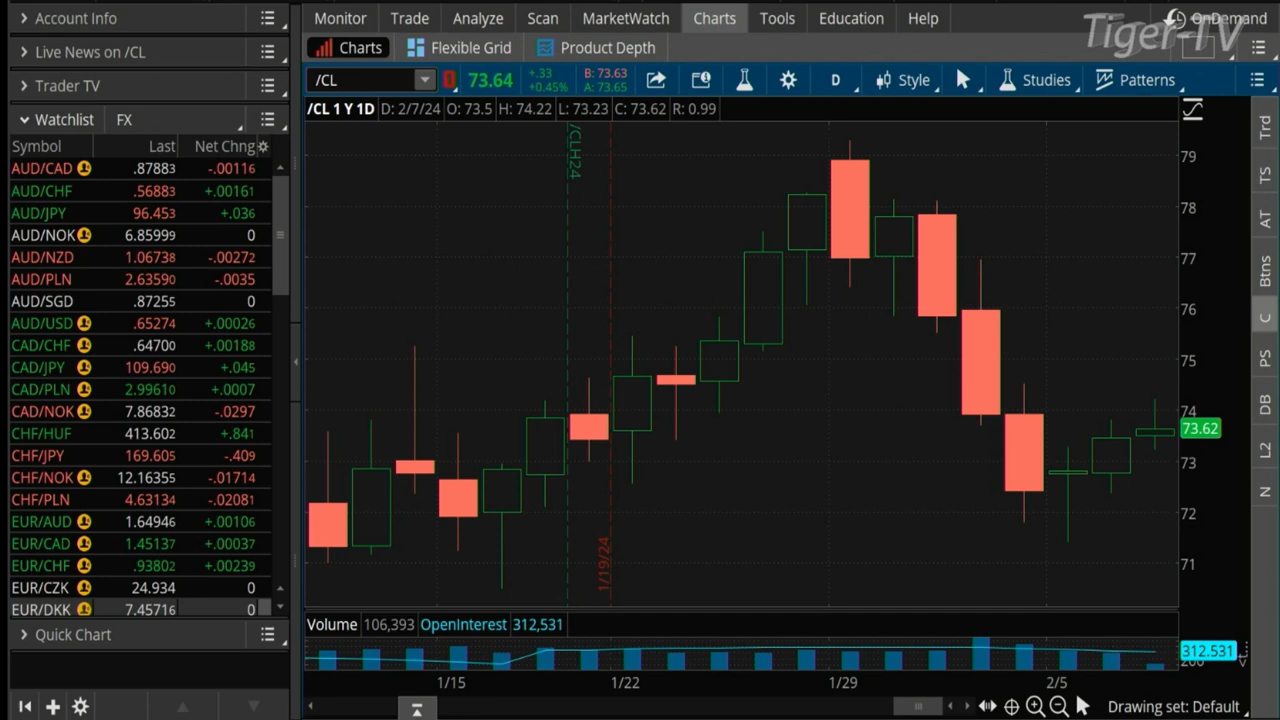 Account Info
Monitor Trade Analyze Scan MarketWatch Charts Tools Education Help OnDemand
Tiger-TV
Live News on /CL
Charts Flexible Grid Product Depth
Trader TV
/CL 73.64 +.33 +0.45% B: 73.63 A: 73.65 D Style Studies Patterns
Watchlist FX
/CL 1 Y 1D D: 2/7/24 O: 73.5 H: 74.22 L: 73.23 C: 73.62 R: 0.99
Symbol Last Net Chng
AUD/CAD .87883 -.00116
AUD/CHF .56883 +.00161
AUD/JPY 96.453 +.036
AUD/NOK 6.85999 0
AUD/NZD 1.06738 -.00272
AUD/PLN 2.63590 -.0035
AUD/SGD .87255 0
AUD/USD .65274 +.00026
CAD/CHF .64700 +.00188
CAD/JPY 109.690 +.045
CAD/PLN 2.99610 +.0007
CAD/NOK 7.86832 -.0297
CHF/HUF 413.602 +.841
CHF/JPY 169.605 -.409
CHF/NOK 12.16355 -.01714
CHF/PLN 4.63134 -.02081
EUR/AUD 1.64946 +.00106
EUR/CAD 1.45137 +.00037
EUR/CHF .93802 +.00239
EUR/CZK 24.934 0
EUR/DKK 7.45716 0
Quick Chart
/CLH24
1/19/24
79
78
77
76
75
74
73.62
73
72
71
Trd
TS
AT
Btns
C
PS
DB
L2
N
Volume 106,393 OpenInterest 312,531
312.531
200
1/15 1/22 1/29 2/5
Drawing set: Default